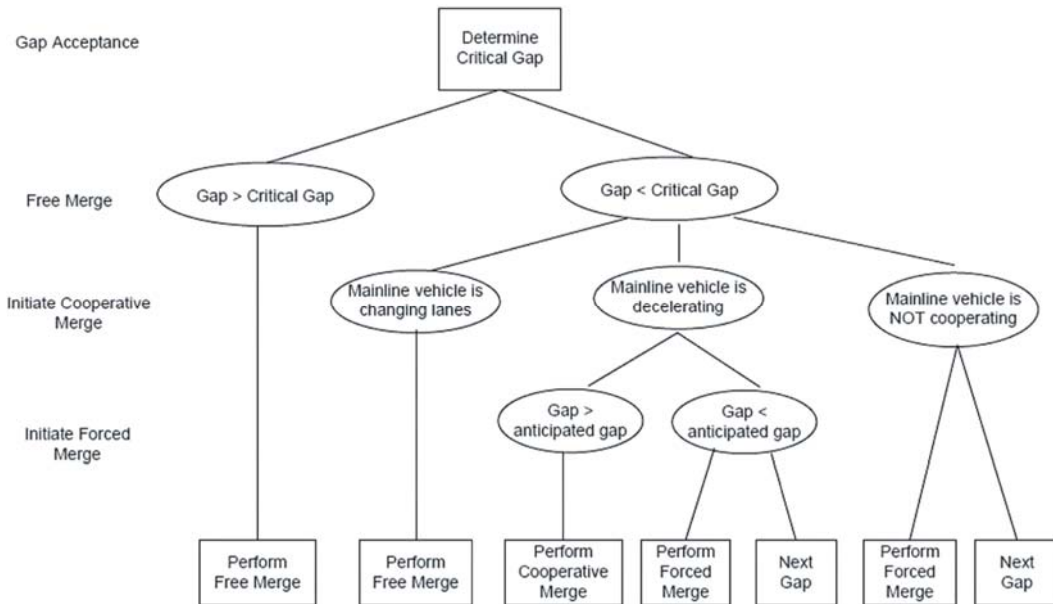 Gap Acceptance
Determine
Critical Gap
Free Merge
Gap > Critical Gap
Gap < Critical Gap
Initiate Cooperative
Merge
Mainline vehicle is
changing lanes
Mainline vehicle is
decelerating
Mainline vehicle is
NOT cooperating
Initiate Forced
Merge
Gap >
anticipated gap
Gap <
anticipated gap
Perform
Free Merge
Perform
Free Merge
Perform
Cooperative
Merge
Perform
Forced
Merge
Next
Gap
Perform
Forced
Merge
Next
Gap